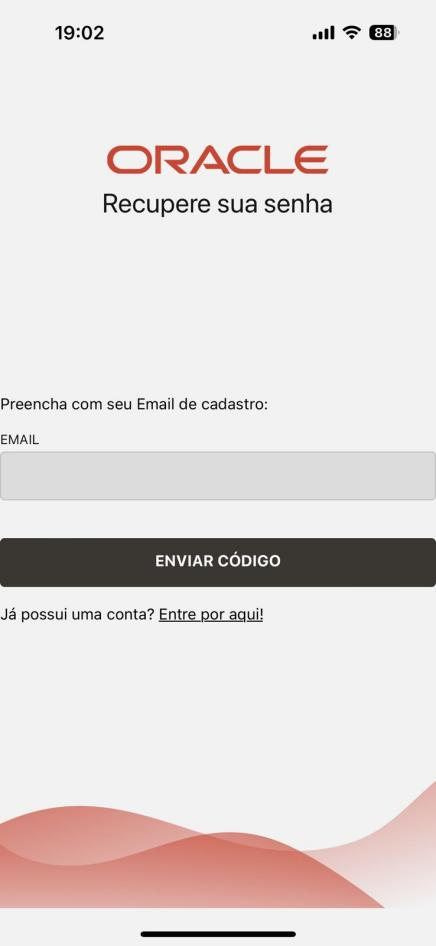 19:02
88
ORACLE
Recupere sua senha
Preencha com seu Email de cadastro:
EMAIL
ENVIAR CÓDIGO
Já possui uma conta? Entre por aqui!